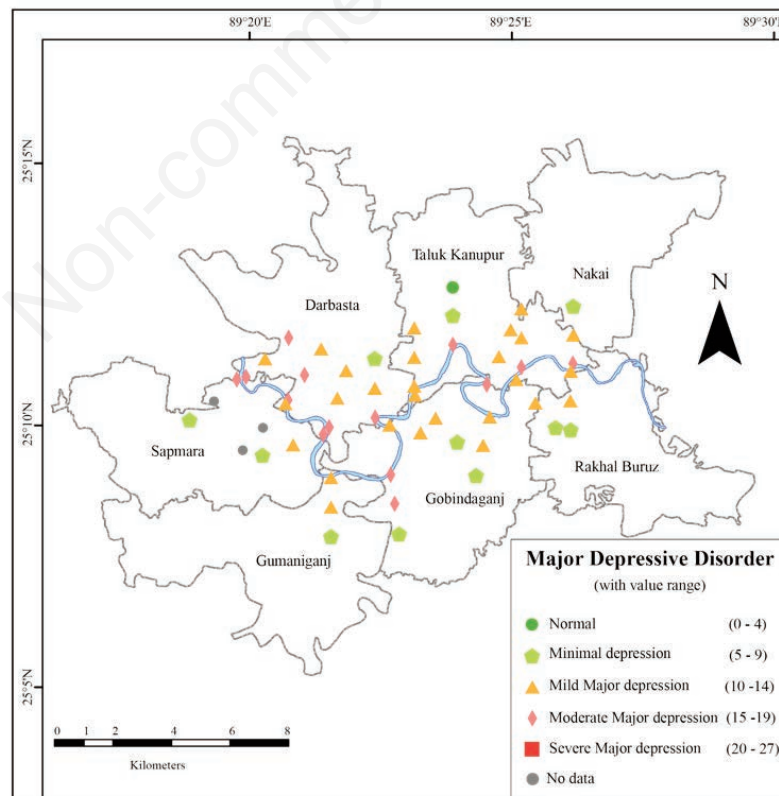 89°20'E 89°25'E 89°30'E
Non-comme
25°15'N
Taluk Kanupur
Nakai
N
Darbasta
25°10'N
Sapmara
Rakhal Buruz
Gobindaganj
Gumaniganj
Major Depressive Disorder
(with value range)
Normal (0 - 4)
Minimal depression (5 - 9)
Mild Major depression (10 -14)
Moderate Major depression (15 -19)
Severe Major depression (20 - 27)
No data
25°5'N
0 1 2 4 6 8
Kilometers